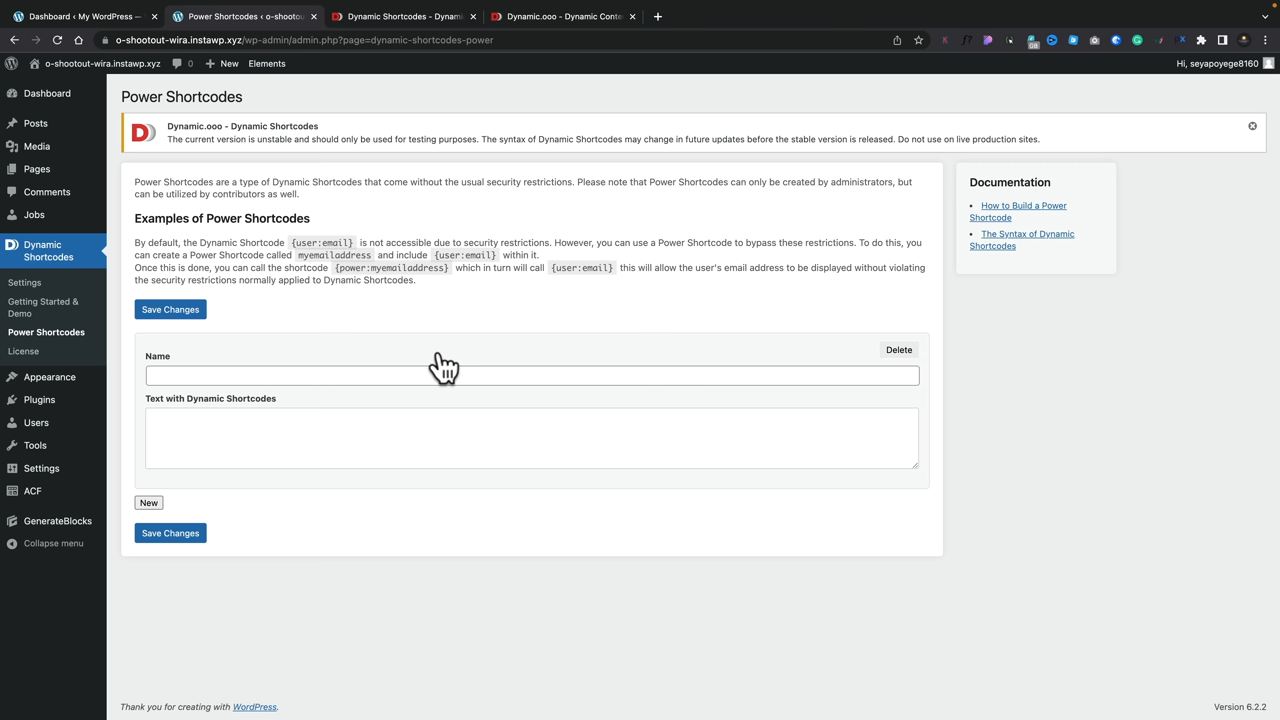 Dashboard ‹ My WordPress —
Power Shortcodes ‹ o-shootou
Dynamic Shortcodes - Dynami
Dynamic.ooo - Dynamic Conte
o-shootout-wira.instawp.xyz/wp-admin/admin.php?page=dynamic-shortcodes-power
o-shootout-wira.instawp.xyz
0
New
Elements
Hi, seyapoyege8160
Dashboard
Posts
Media
Pages
Comments
Jobs
Dynamic
Shortcodes
Settings
Getting Started &
Demo
Power Shortcodes
License
Appearance
Plugins
Users
Tools
Settings
ACF
GenerateBlocks
Collapse menu
Power Shortcodes
Dynamic.ooo - Dynamic Shortcodes
The current version is unstable and should only be used for testing purposes. The syntax of Dynamic Shortcodes may change in future updates before the stable version is released. Do not use on live production sites.
Power Shortcodes are a type of Dynamic Shortcodes that come without the usual security restrictions. Please note that Power Shortcodes can only be created by administrators, but
can be utilized by contributors as well.
Examples of Power Shortcodes
By default, the Dynamic Shortcode {user:email} is not accessible due to security restrictions. However, you can use a Power Shortcode to bypass these restrictions. To do this, you
can create a Power Shortcode called myemailaddress and include {user:email} within it.
Once this is done, you can call the shortcode {power:myemailaddress} which in turn will call {user:email} this will allow the user's email address to be displayed without violating
the security restrictions normally applied to Dynamic Shortcodes.
Save Changes
Delete
Name
Text with Dynamic Shortcodes
New
Save Changes
Documentation
How to Build a Power
Shortcode
The Syntax of Dynamic
Shortcodes
Thank you for creating with WordPress.
Version 6.2.2